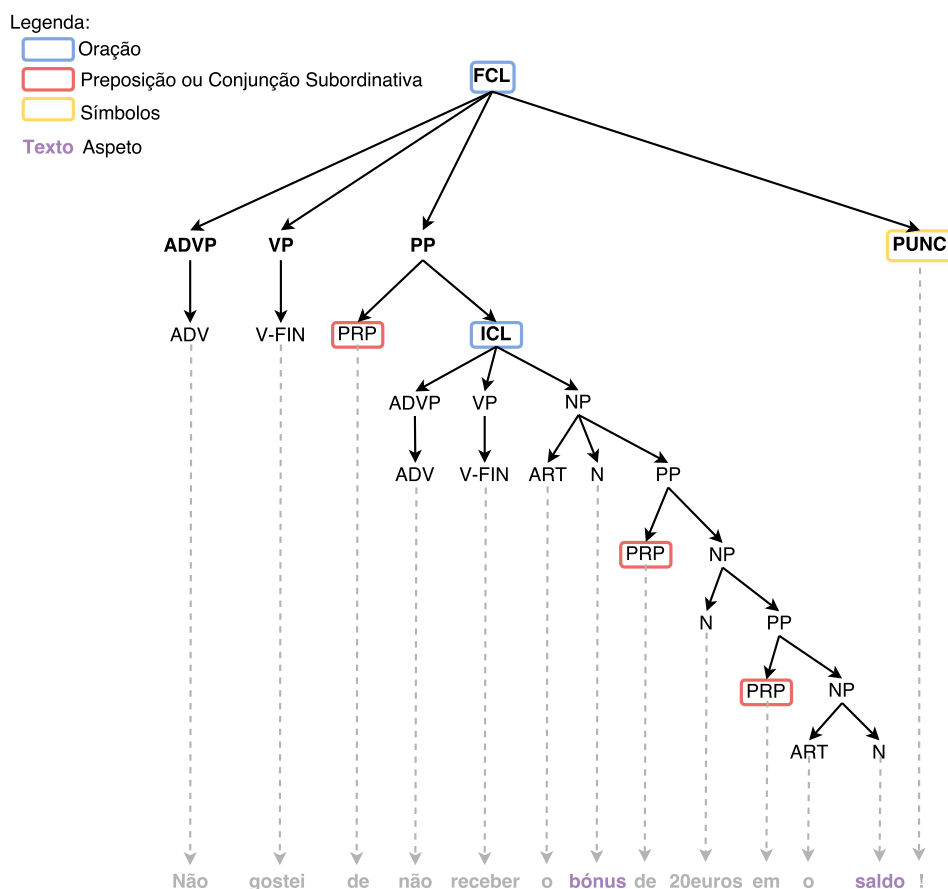 Legenda:
Oração
Preposição ou Conjunção Subordinativa
Símbolos
Texto Aspeto
FCL
ADVP VP PP PUNC
ADV V-FIN PRP ICL
ADVP VP NP
ADV V-FIN ART N PP
PRP NP
N PP
PRP NP
ART N
Não gostei de não receber o bónus de 20euros em o saldo !